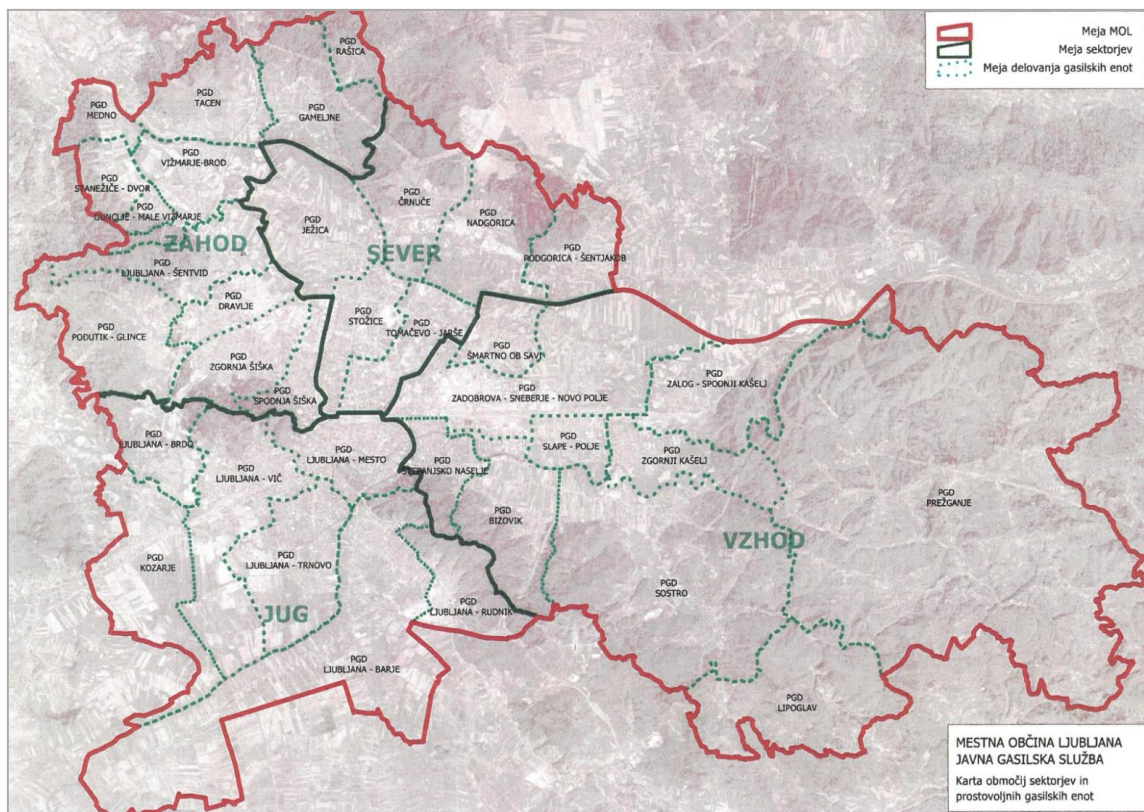 Meja MOL
Meja sektorjev
Meja delovanja gasilskih enot
PGD
RAŠICA
PGD
TACEN
PGD
MEDNO
PGD
GAMELJNE
PGD
VIŽMARJE-BROD
PGD
STANEŽIČE - DVOR
PGD
GUNCLJE - MALE VIŽMARJE
PGD
ČRNUČE
PGD
NADGORICA
PGD
JEŽICA
PGD
PODGORICA - ŠENTJAKOB
ZAHOD
SEVER
PGD
LJUBLJANA - ŠENTVID
PGD
DRAVLJE
PGD
STOŽICE
PGD
TOMAČEVO - JARŠE
PGD
PODUTIK - GLINCE
PGD
ŠMARTNO OB SAVI
PGD
ZGORNJA ŠIŠKA
PGD
ZALOG - SPODNJI KAŠELJ
PGD
SPODNJA ŠIŠKA
PGD
ZADOBROVA - SNEBERJE - NOVO POLJE
PGD
LJUBLJANA - BRDO
PGD
LJUBLJANA - MESTO
PGD
SLAPE - POLJE
PGD
ZGORNJI KAŠELJ
PGD
LJUBLJANA - VIČ
PGD
ŠTEPANJSKO NASELJE
PGD
PREŽGANJE
PGD
BIZOVIK
VZHOD
PGD
KOZARJE
PGD
LJUBLJANA - TRNOVO
PGD
SOSTRO
JUG
PGD
LJUBLJANA - RUDNIK
PGD
LJUBLJANA - BARJE
PGD
LIPOGLAV
MESTNA OBČINA LJUBLJANA
JAVNA GASILSKA SLUŽBA
Karta območij sektorjev in
prostovoljnih gasilskih enot